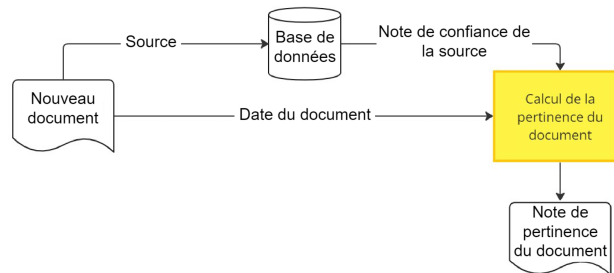 Source
Base de
données
Note de confiance de
la source
Nouveau
document
Date du document
Calcul de la
pertinence du
document
Note de
pertinence
du document